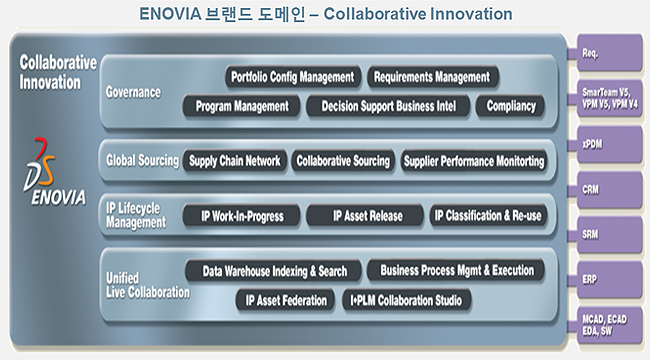 ENOVIA 브랜드 도메인 – Collaborative Innovation
Collaborative
Innovation
ENOVIA
Governance
Portfolio Config Management
Requirements Management
Program Management
Decision Support Business Intel
Compliancy
Global Sourcing
Supply Chain Network
Collaborative Sourcing
Supplier Performance Monitorting
IP Lifecycle
Management
IP Work-In-Progress
IP Asset Release
IP Classification & Re-use
Unified
Live Collaboration
Data Warehouse Indexing & Search
Business Process Mgmt & Execution
IP Asset Federation
I+PLM Collaboration Studio
Req.
SmarTeam V5,
VPM V5, VPM V4
xPDM
CRM
SRM
ERP
MCAD, ECAD
EDA, SW